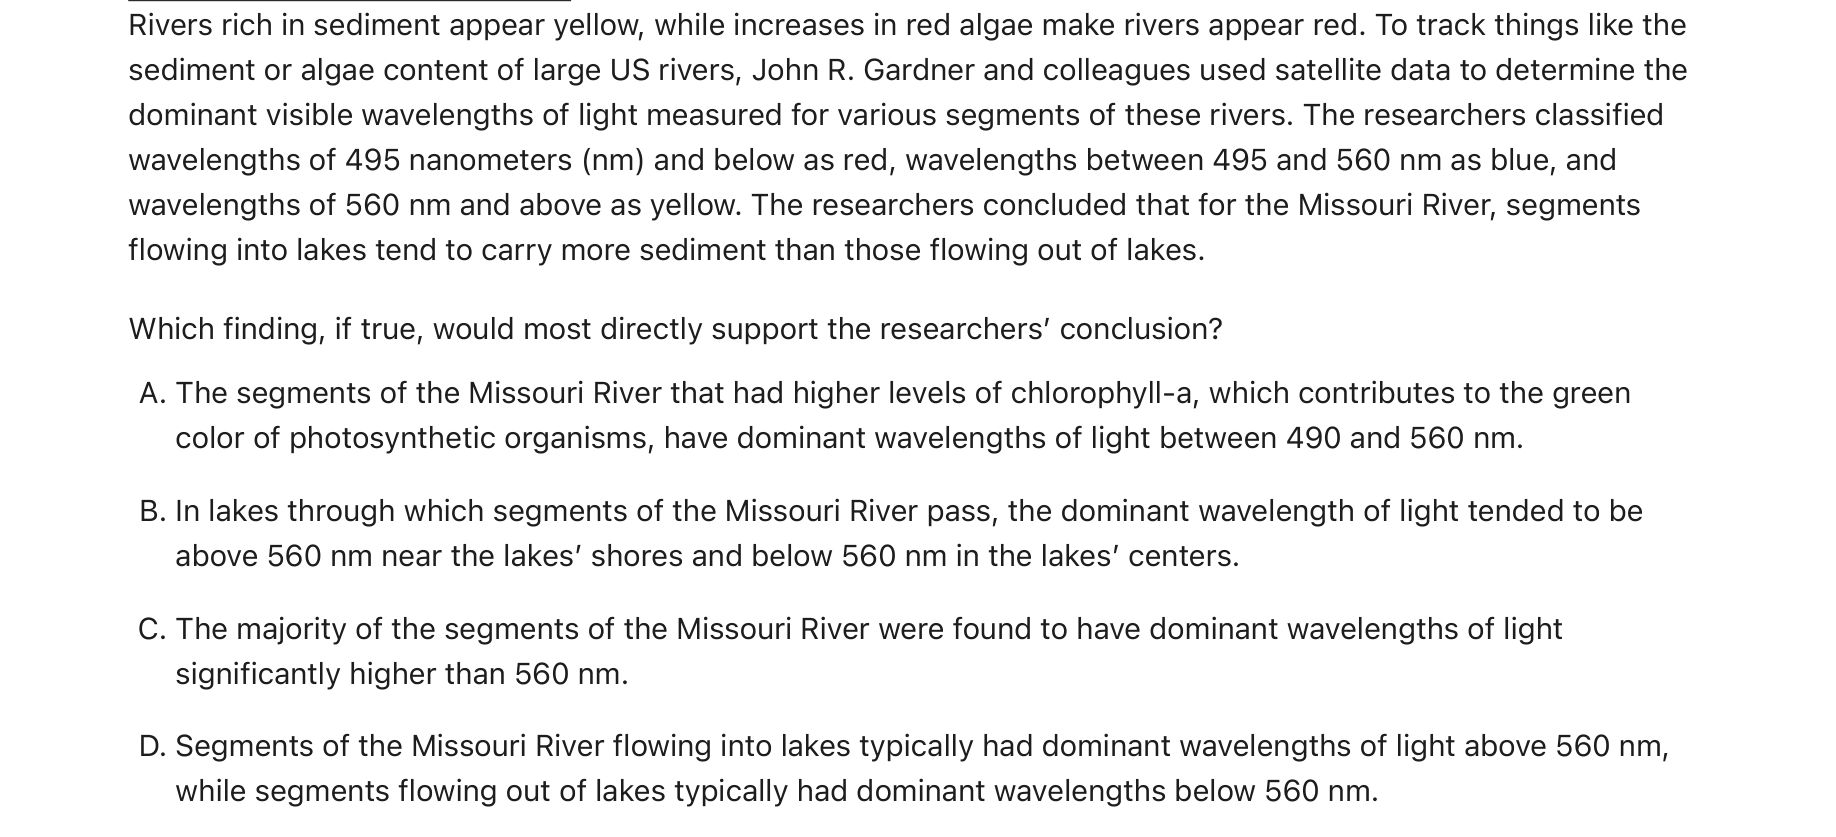 Rivers rich in sediment appear yellow, while increases in red algae make rivers appear red. To track things like the
sediment or algae content of large US rivers, John R. Gardner and colleagues used satellite data to determine the
dominant visible wavelengths of light measured for various segments of these rivers. The researchers classified
wavelengths of 495 nanometers (nm) and below as red, wavelengths between 495 and 560 nm as blue, and
wavelengths of 560 nm and above as yellow. The researchers concluded that for the Missouri River, segments
flowing into lakes tend to carry more sediment than those flowing out of lakes.
Which finding, if true, would most directly support the researchers’ conclusion?
A. The segments of the Missouri River that had higher levels of chlorophyll-a, which contributes to the green
color of photosynthetic organisms, have dominant wavelengths of light between 490 and 560 nm.
B. In lakes through which segments of the Missouri River pass, the dominant wavelength of light tended to be
above 560 nm near the lakes’ shores and below 560 nm in the lakes’ centers.
C. The majority of the segments of the Missouri River were found to have dominant wavelengths of light
significantly higher than 560 nm.
D. Segments of the Missouri River flowing into lakes typically had dominant wavelengths of light above 560 nm,
while segments flowing out of lakes typically had dominant wavelengths below 560 nm.